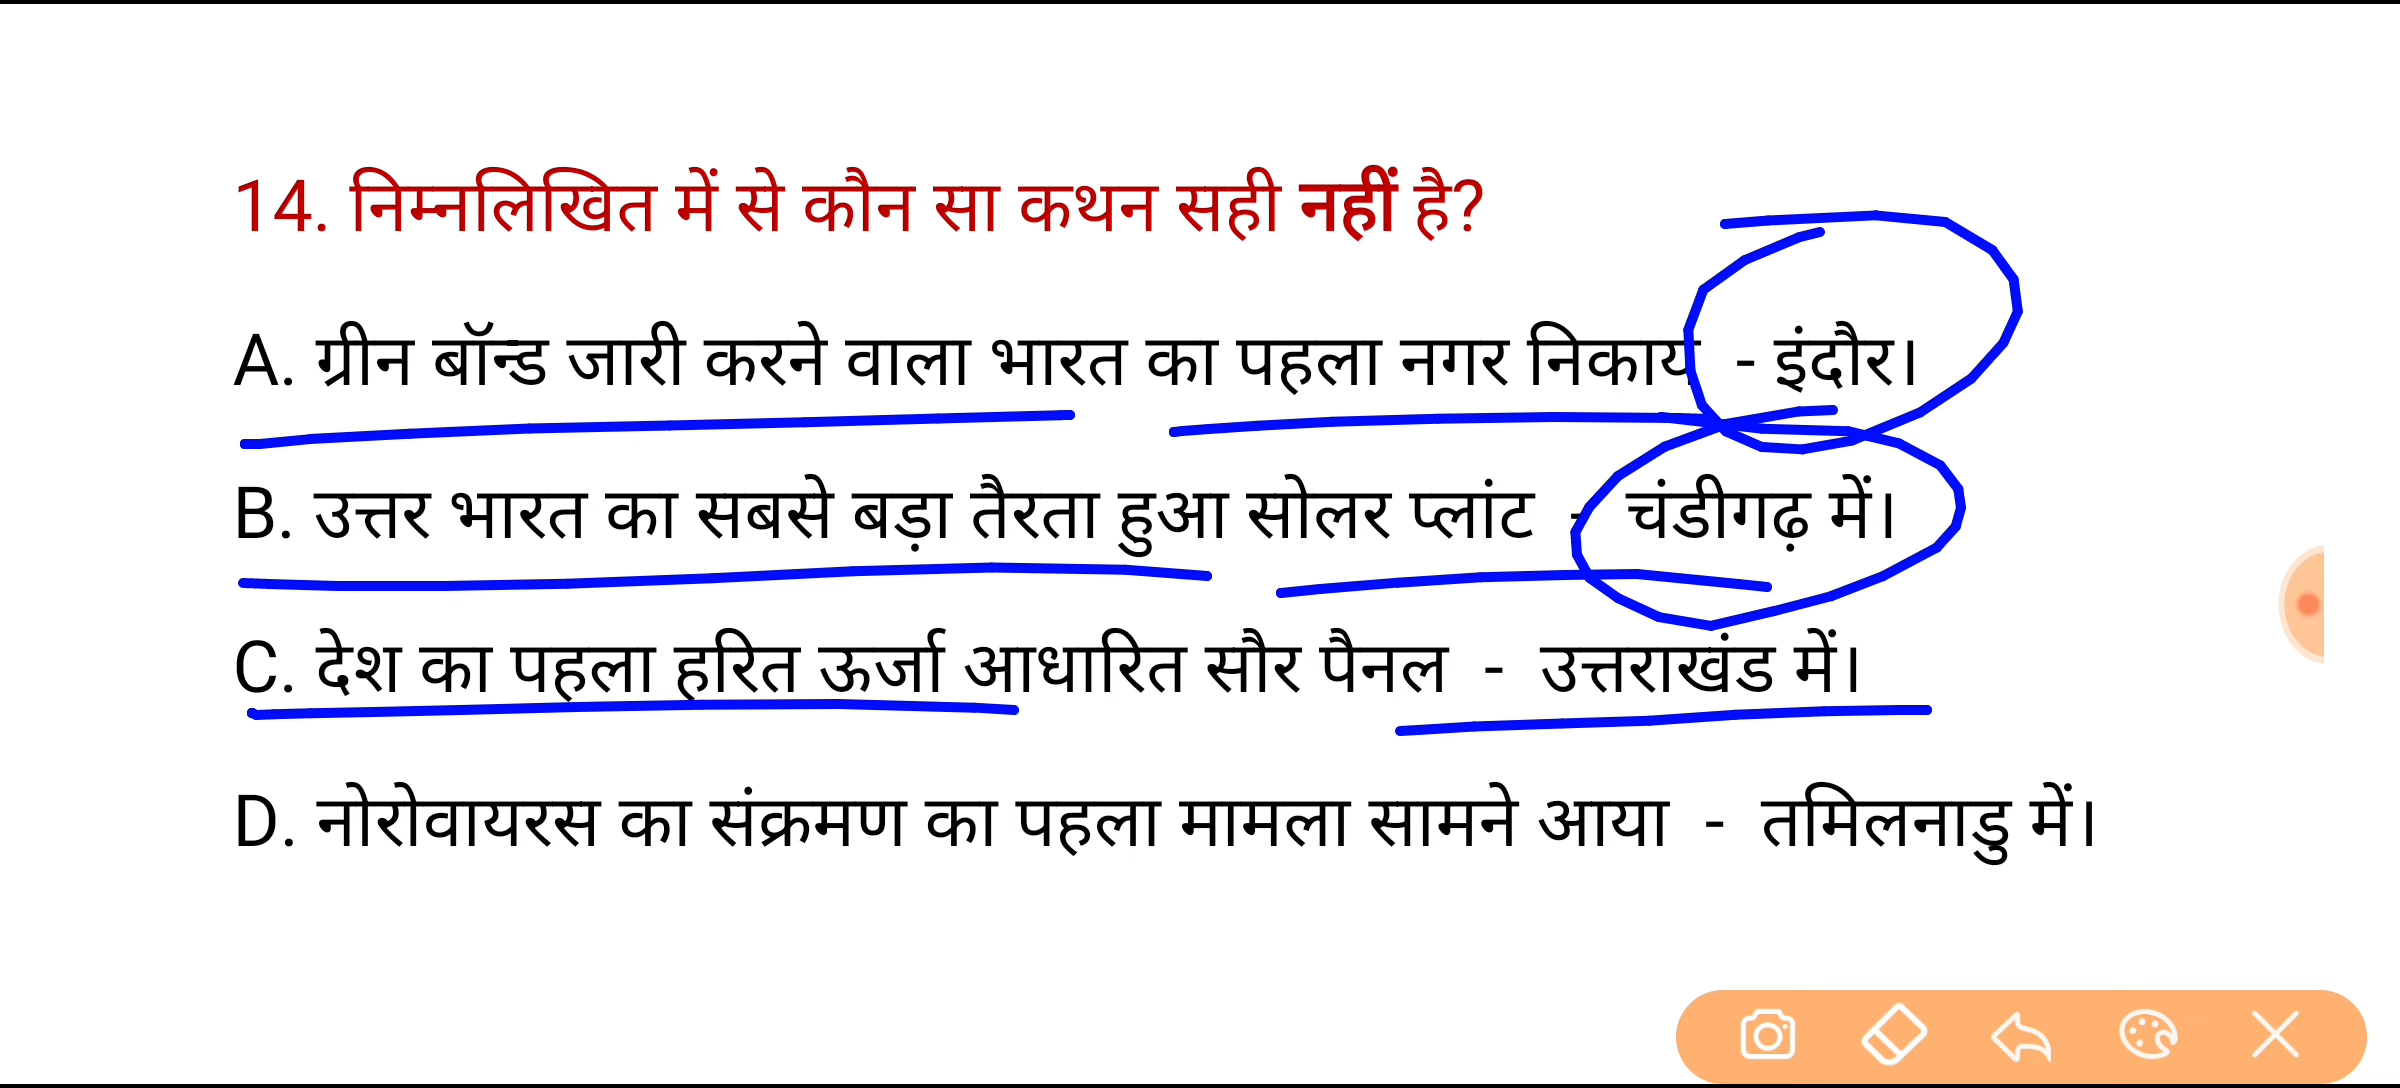 14. निम्नलिखित में से कौन सा कथन सही नहीं है?
A. ग्रीन बॉन्ड जारी करने वाला भारत का पहला नगर निकाय - इंदौर।
B. उत्तर भारत का सबसे बड़ा तैरता हुआ सोलर प्लांट - चंडीगढ़ में।
C. देश का पहला हरित ऊर्जा आधारित सौर पैनल - उत्तराखंड में।
D. नोरोवायरस का संक्रमण का पहला मामला सामने आया - तमिलनाडु में।